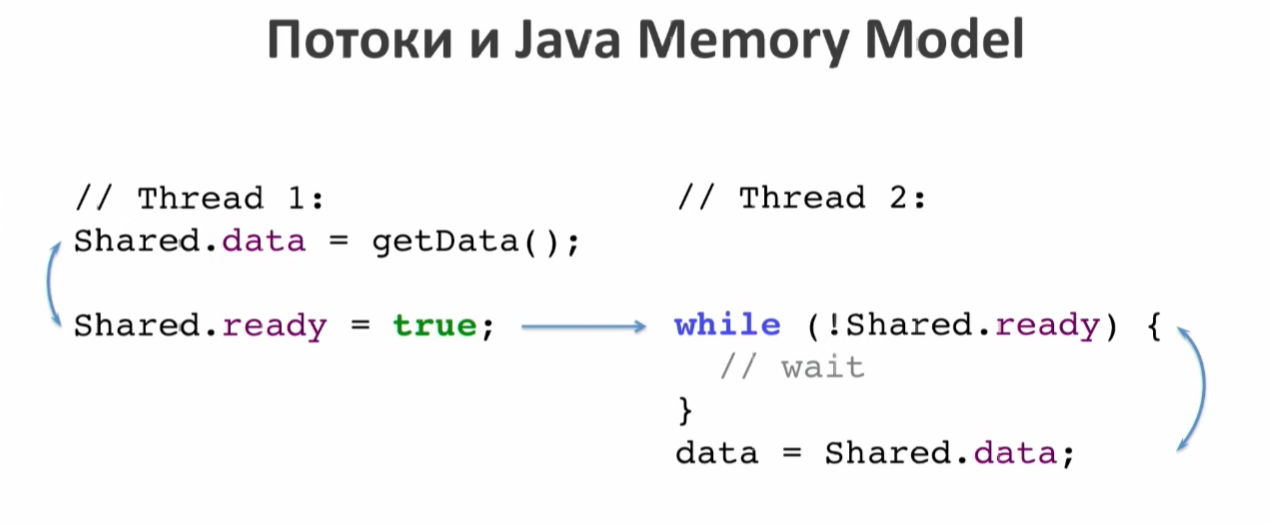 Потоки и Java Memory Model
// Thread 1:
Shared.data = getData();
Shared.ready = true;
// Thread 2:
while (!Shared.ready) {
// wait
}
data = Shared.data;